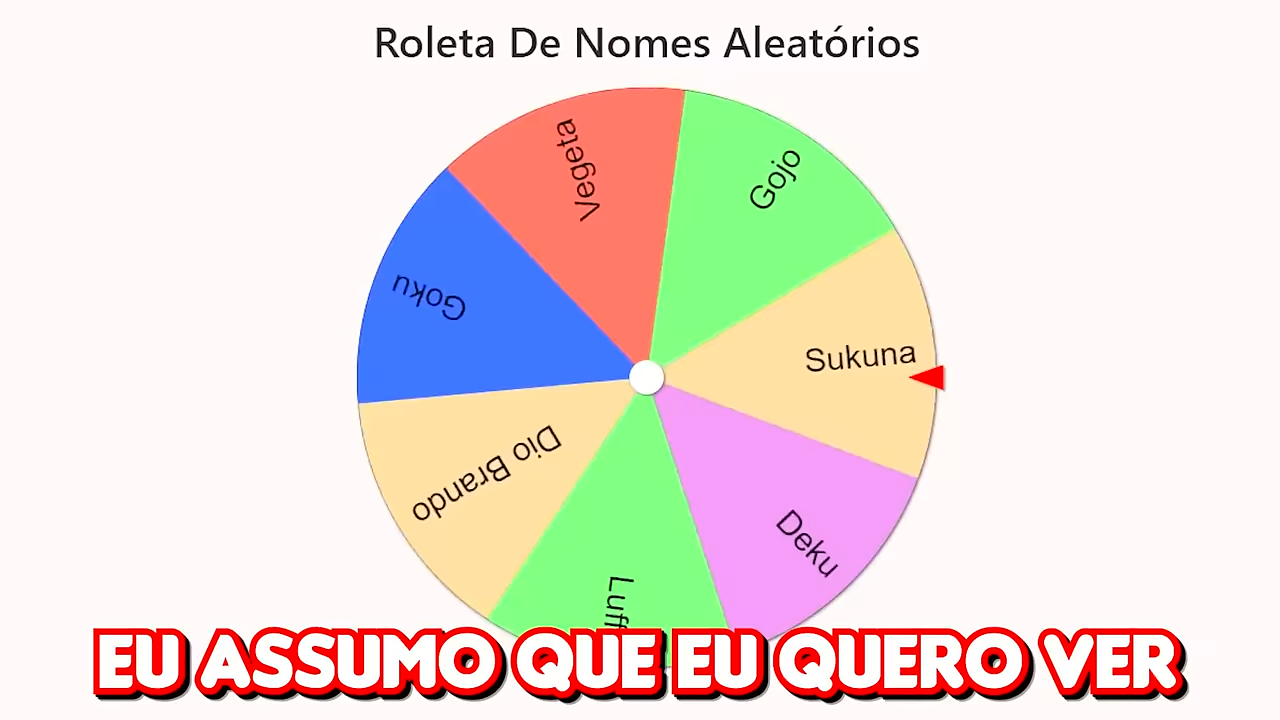 Roleta De Nomes Aleatórios
Vegeta
Gojo
Goku
Sukuna
Dio Brando
Deku
EU ASSUMO QUE EU QUERO VER